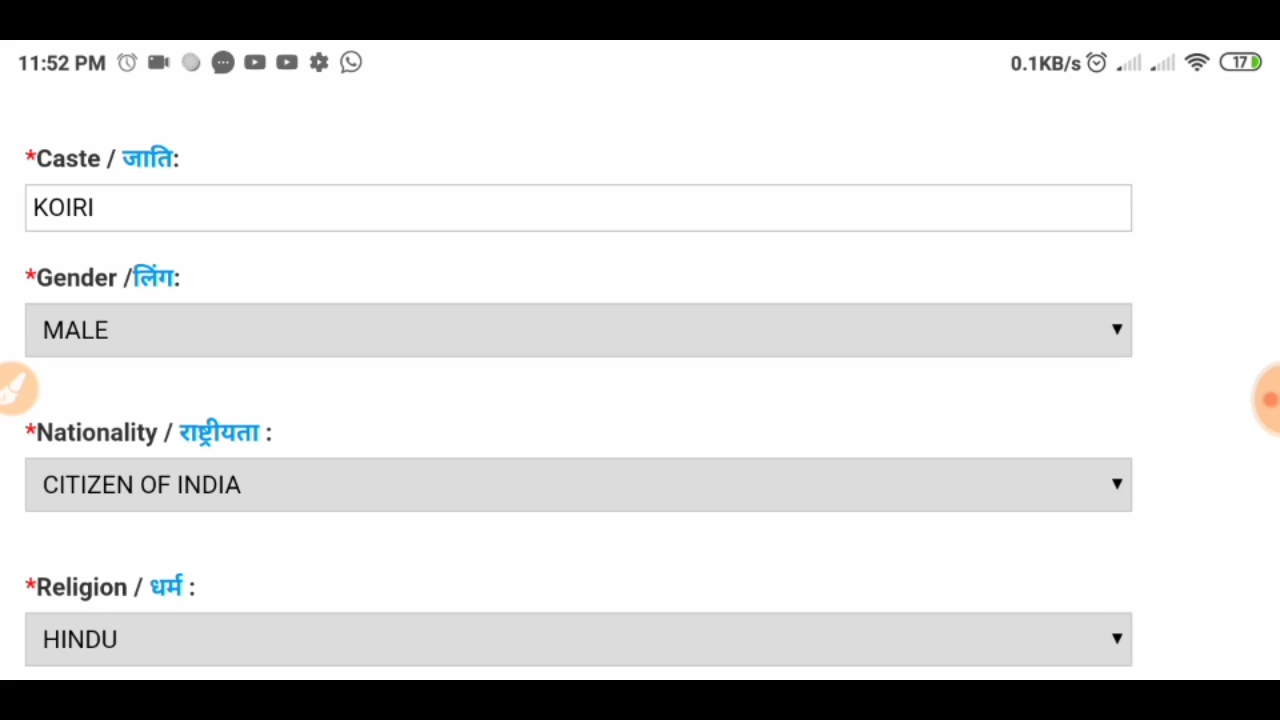 11:52 PM 0.1KB/s 17
*Caste / जाति:
KOIRI
*Gender /लिंग:
MALE
*Nationality / राष्ट्रीयता :
CITIZEN OF INDIA
*Religion / धर्म :
HINDU